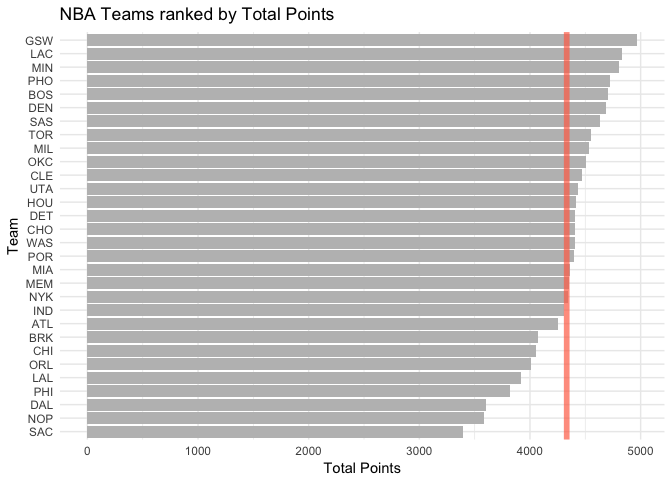 NBA Teams ranked by Total Points
Team
GSW
LAC
MIN
PHO
BOS
DEN
SAS
TOR
MIL
OKC
CLE
UTA
HOU
DET
CHO
WAS
POR
MIA
MEM
NYK
IND
ATL
BRK
CHI
ORL
LAL
PHI
DAL
NOP
SAC
0 1000 2000 3000 4000 5000
Total Points